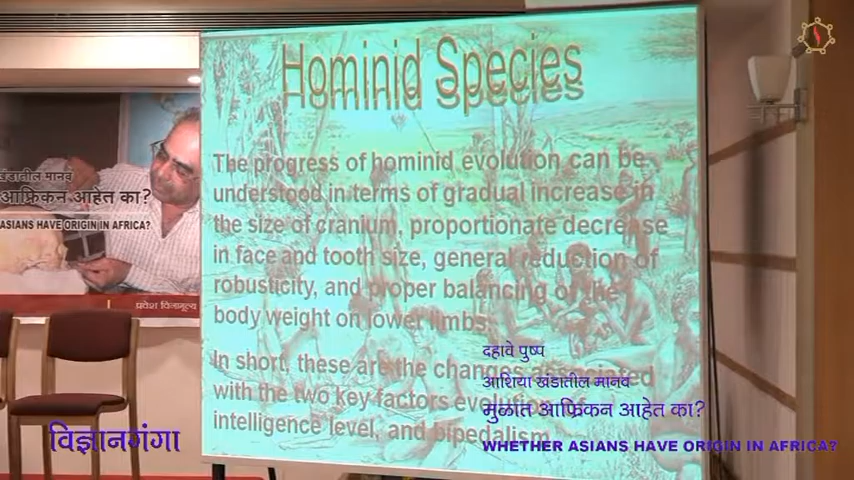 Hominid Species
The progress of hominid evolution can be
understood in terms of gradual increase in
the size of cranium, proportionate decrease
in face and tooth size, general reduction of
robusticity, and proper balancing of the
body weight on lower limbs.
In short, these are the changes associated
with the two key factors evolution of
intelligence level, and bipedalism
खंडातील मानव
आफ्रिकन आहेत का?
ASIANS HAVE ORIGIN IN AFRICA?
प्रवेश विनामूल्य
विज्ञानगंगा
दहावे पुष्प
आशिया खंडातील मानव
मुळात आफ्रिकन आहेत का?
WHETHER ASIANS HAVE ORIGIN IN AFRICA?